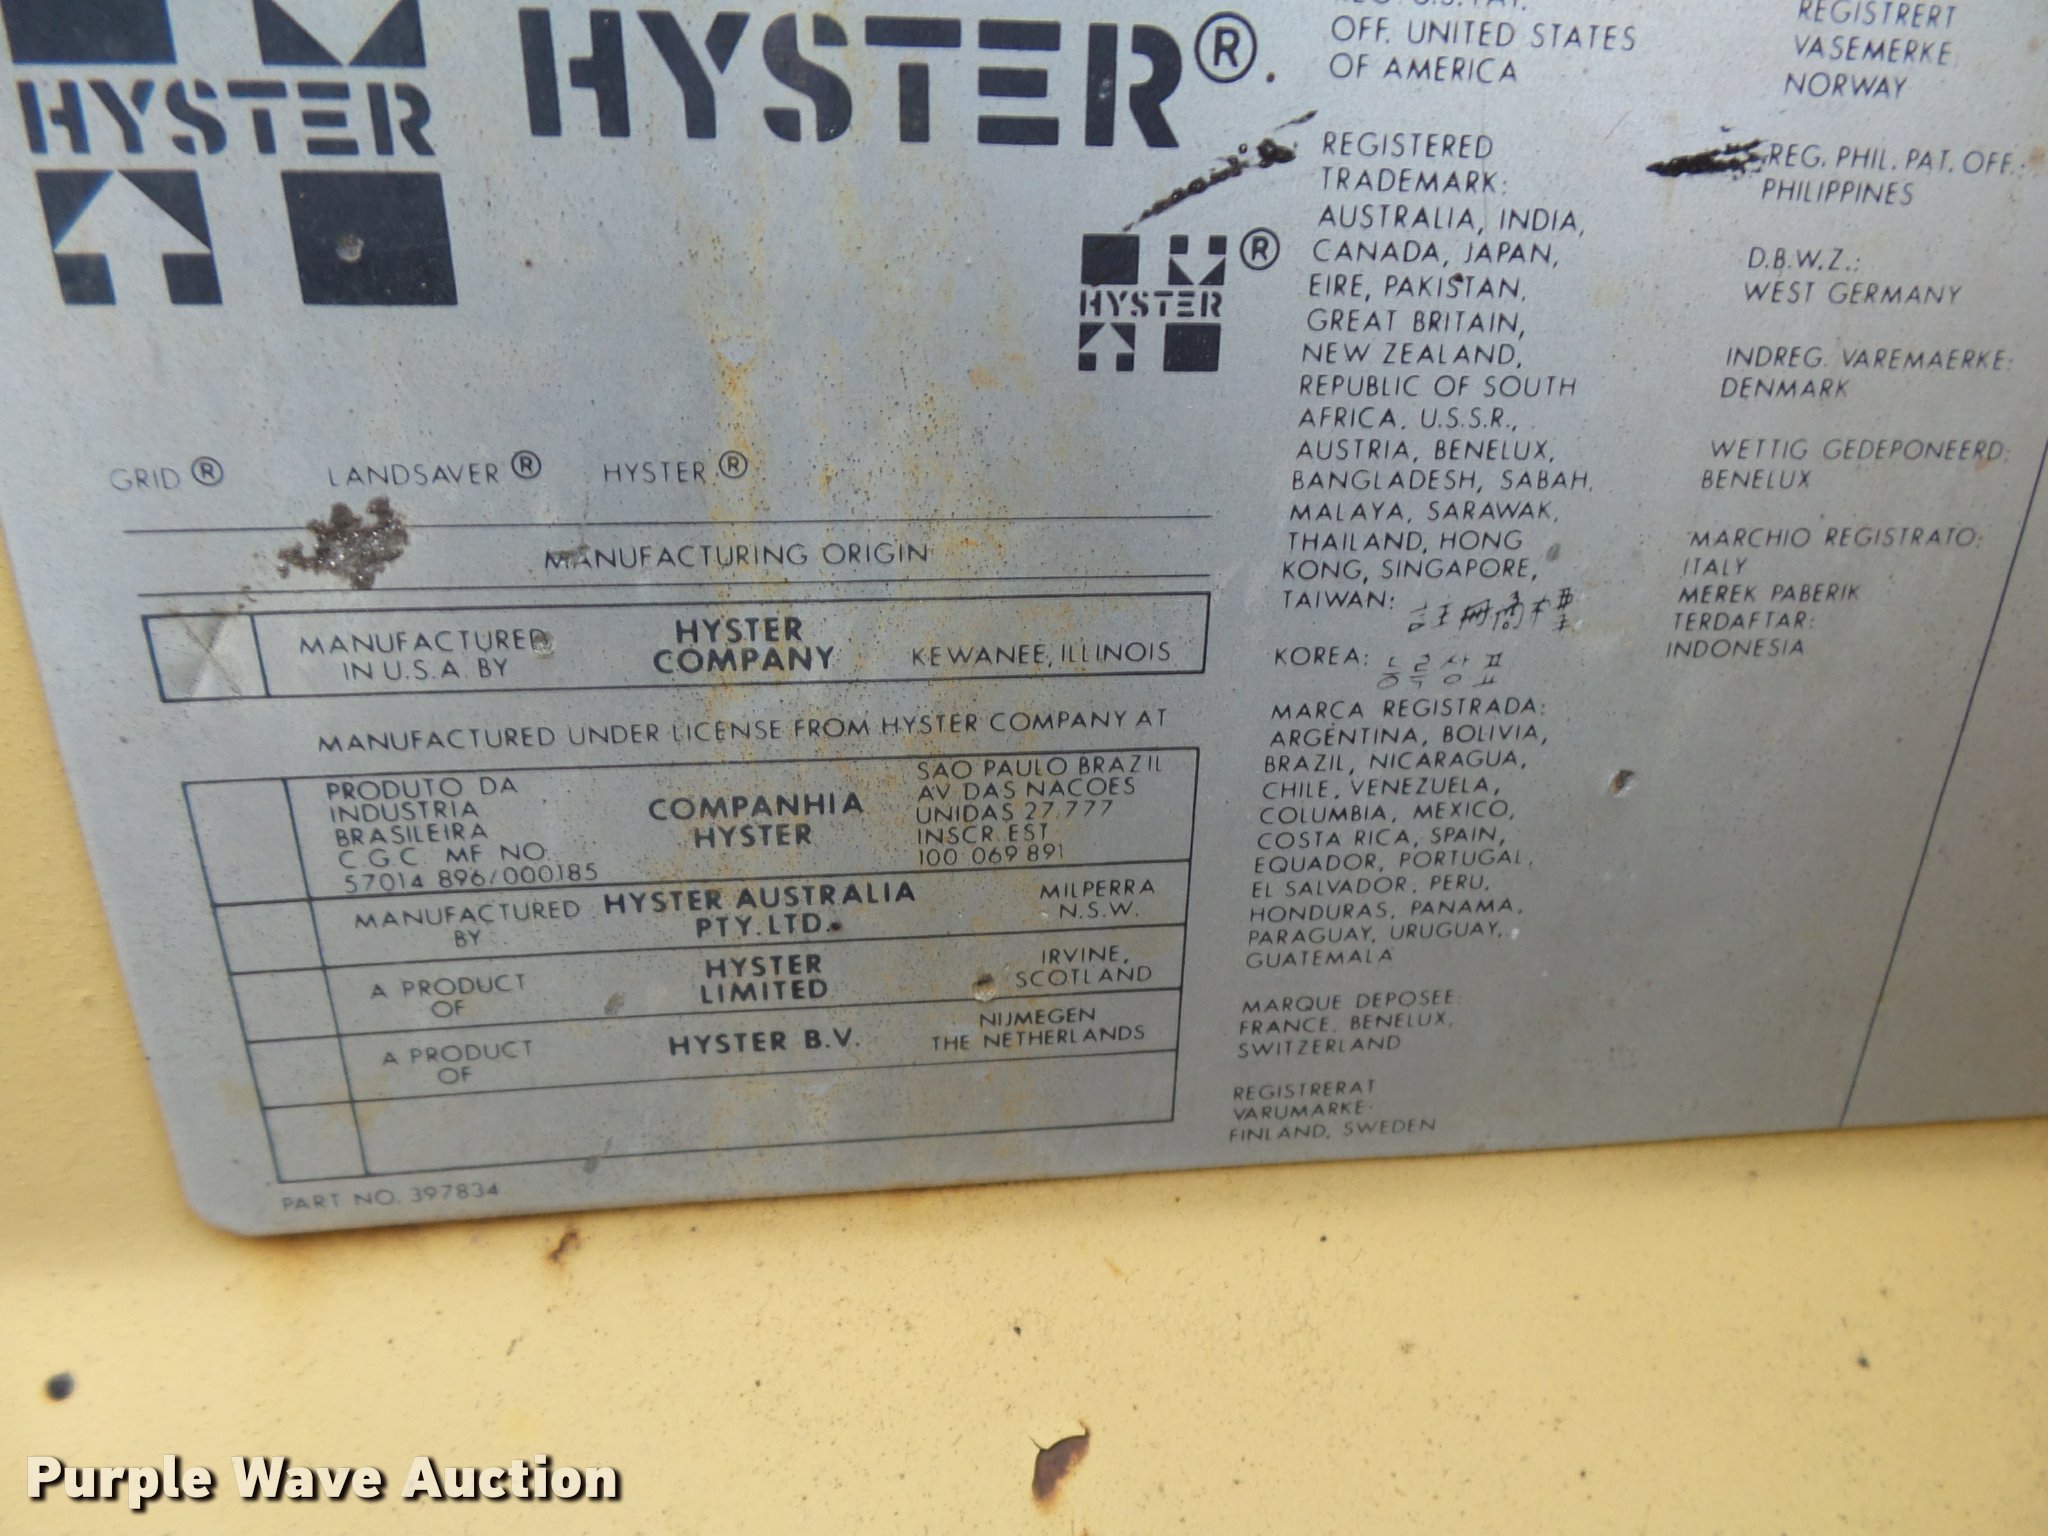 HYSTER
HYSTER®.
HYSTER®
GRID® LANDSAVER® HYSTER®
MANUFACTURING ORIGIN
X
MANUFACTURED
IN U.S.A. BY
HYSTER
COMPANY
KEWANEE, ILLINOIS
MANUFACTURED UNDER LICENSE FROM HYSTER COMPANY AT
PRODUTO DA
INDUSTRIA
BRASILEIRA
C G C MF NO.
57014 896/000185
COMPANHIA
HYSTER
SAO PAULO BRAZIL
AV. DAS NACOES
UNIDAS 27.777
INSCR. EST.
100 069 891
MANUFACTURED
BY
HYSTER AUSTRALIA
PTY. LTD.
MILPERRA
N.S.W.
A PRODUCT
OF
HYSTER
LIMITED
IRVINE,
SCOTLAND
A PRODUCT
OF
HYSTER B.V.
NIJMEGEN
THE NETHERLANDS
PART NO. 397834
OFF. UNITED STATES
OF AMERICA
REGISTERED
TRADEMARK:
AUSTRALIA, INDIA,
CANADA, JAPAN,
EIRE, PAKISTAN,
GREAT BRITAIN,
NEW ZEALAND,
REPUBLIC OF SOUTH
AFRICA, U.S.S.R.,
AUSTRIA, BENELUX,
BANGLADESH, SABAH,
MALAYA, SARAWAK,
THAILAND, HONG
KONG, SINGAPORE,
TAIWAN:
KOREA: 등록상표
MARCA REGISTRADA:
ARGENTINA, BOLIVIA,
BRAZIL, NICARAGUA,
CHILE, VENEZUELA,
COLUMBIA, MEXICO,
COSTA RICA, SPAIN,
EQUADOR, PORTUGAL,
EL SALVADOR, PERU,
HONDURAS, PANAMA,
PARAGUAY, URUGUAY,
GUATEMALA
MARQUE DEPOSEE:
FRANCE, BENELUX,
SWITZERLAND
REGISTRERAT
VARUMARKE:
FINLAND, SWEDEN
REGISTRERT
VASEMERKE:
NORWAY
REG. PHIL. PAT. OFF.:
PHILIPPINES
D.B.W.Z.:
WEST GERMANY
INDREG. VAREMAERKE:
DENMARK
WETTIG GEDEPONEERD:
BENELUX
MARCHIO REGISTRATO:
ITALY
MEREK PABERIK
TERDAFTAR:
INDONESIA
Purple Wave Auction